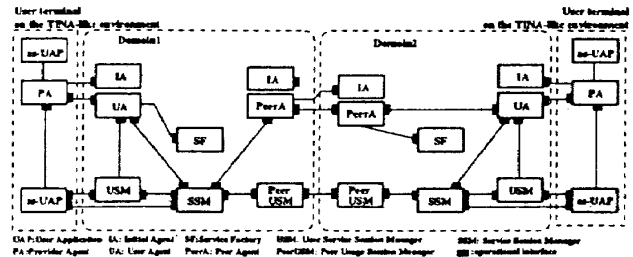 User terminal
on the TINA-like environment
User terminal
on the TINA-like environment
Domain1
Domain2
as-UAP
IA
IA
IA
IA
as-UAP
PA
UA
PeerA
PeerA
UA
PA
SF
SF
ss-UAP
USM
SSM
Peer
USM
Peer
USM
SSM
USM
ss-UAP
UAP:User Application IA: Initial Agent SF:Service Factory USM: User Service Session Manager SSM: Service Session Manager
PA:Provider Agent UA: User Agent PeerA: Peer Agent PeerUSM: Peer Usage Session Manager :operational interface